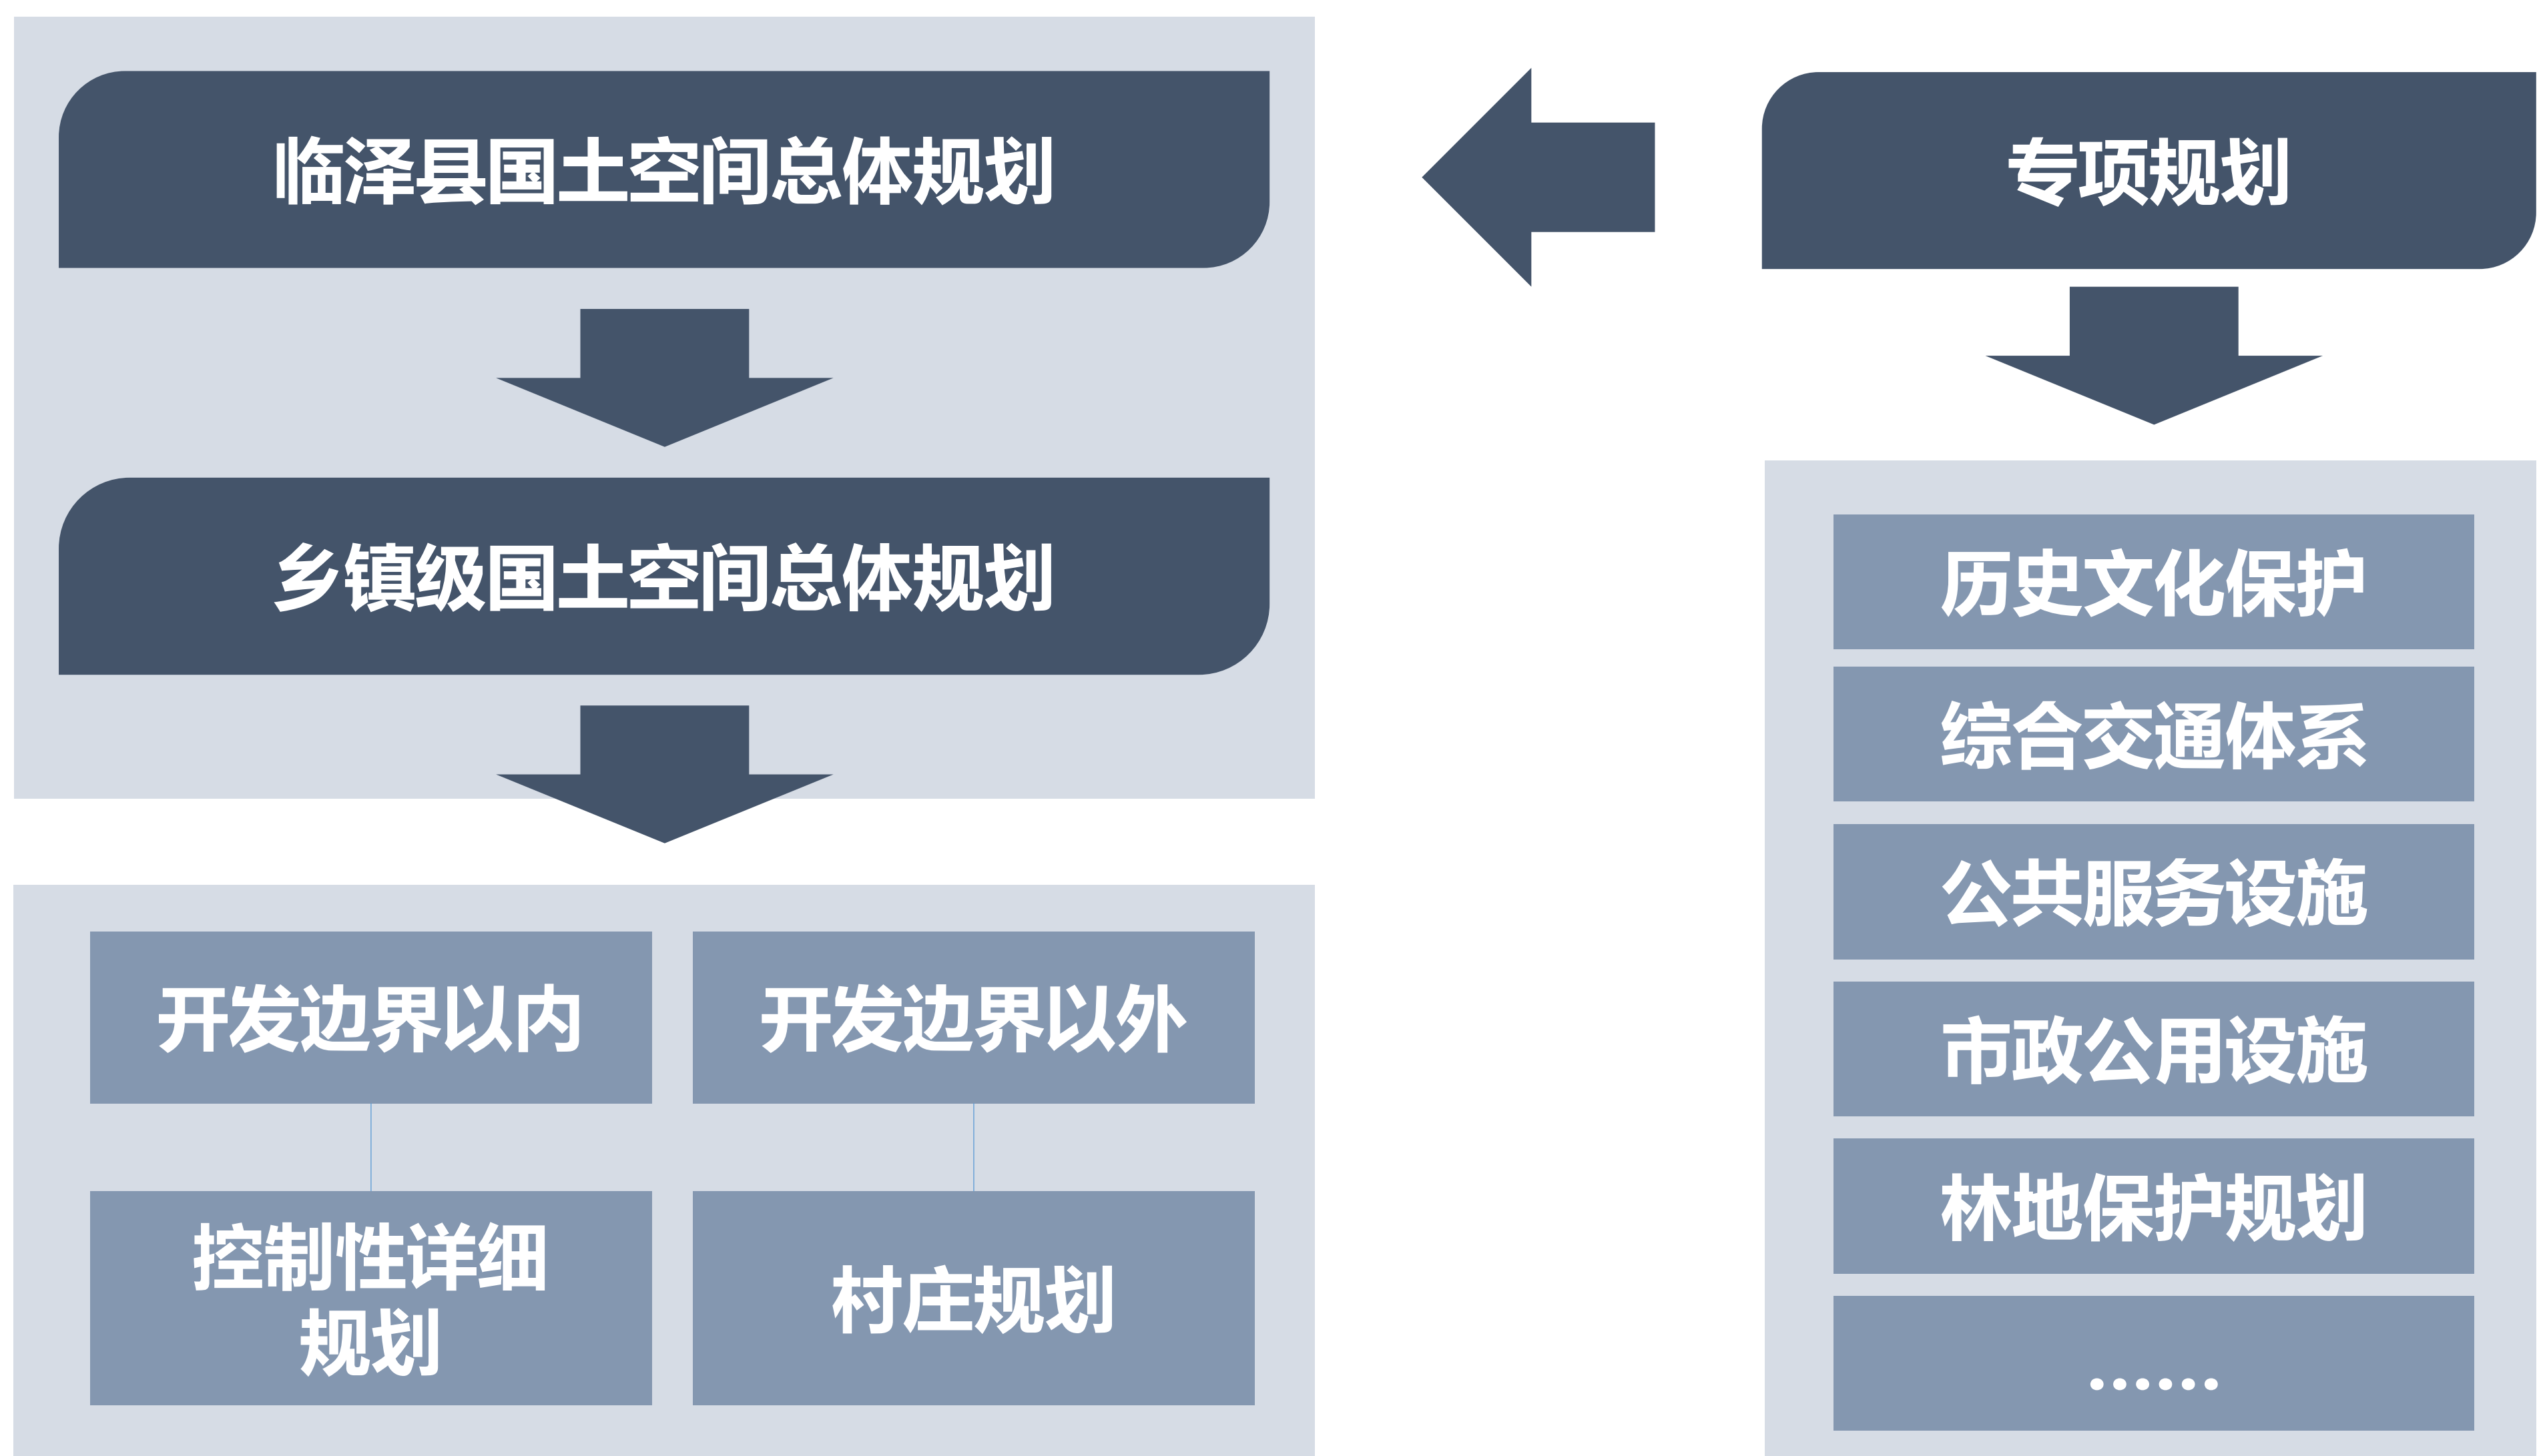 临泽县国土空间总体规划
专项规划
乡镇级国土空间总体规划
开发边界以内
开发边界以外
控制性详细
规划
村庄规划
历史文化保护
综合交通体系
公共服务设施
市政公用设施
林地保护规划
……